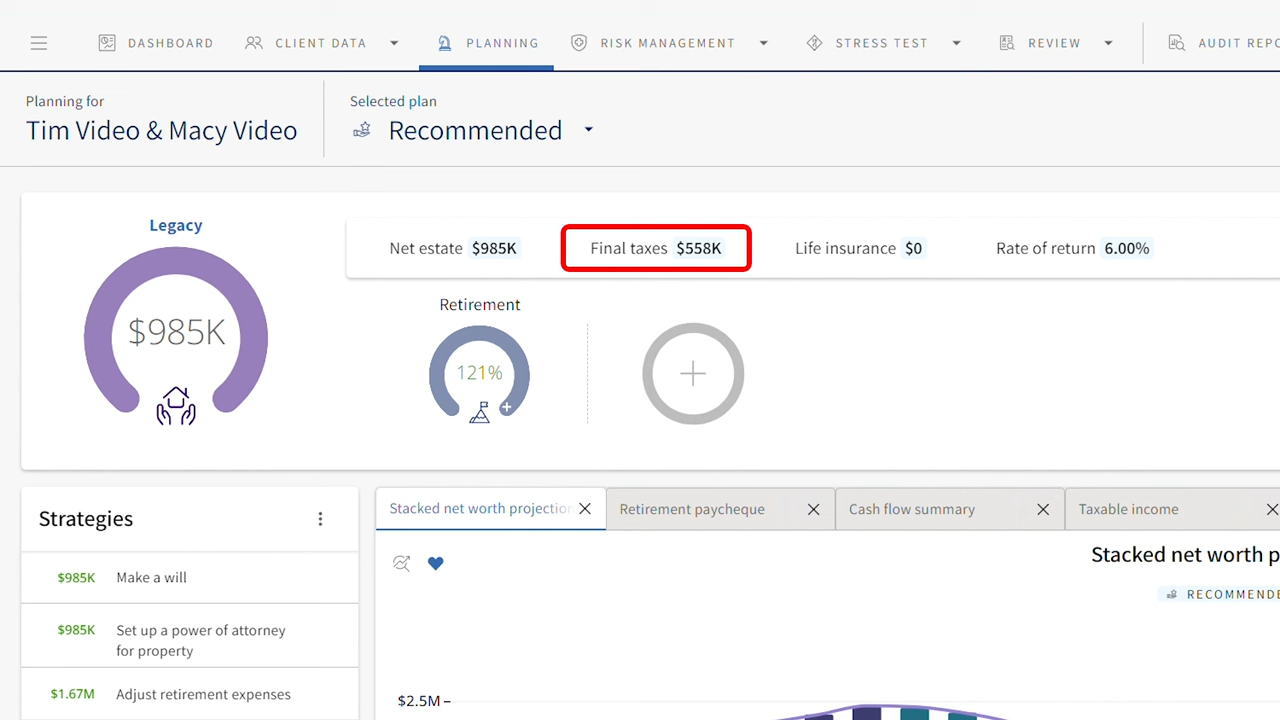 DASHBOARD CLIENT DATA PLANNING RISK MANAGEMENT STRESS TEST REVIEW AUDIT REPO
Planning for
Tim Video & Macy Video
Selected plan
Recommended
Legacy
$985K
Net estate $985K Final taxes $558K Life insurance $0 Rate of return 6.00%
Retirement
121%
Strategies
$985K Make a will
$985K Set up a power of attorney
for property
$1.67M Adjust retirement expenses
Stacked net worth projection Retirement paycheque Cash flow summary Taxable income
Stacked net worth p
RECOMMENDE
$2.5M